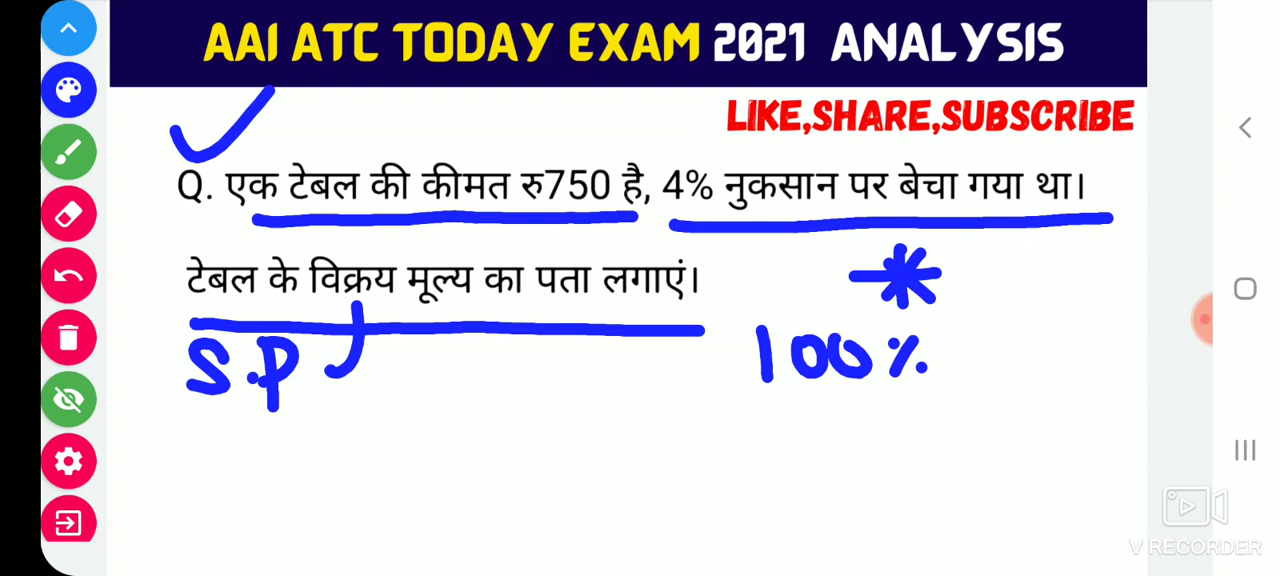 AAI ATC TODAY EXAM 2021 ANALYSIS
LIKE,SHARE,SUBSCRIBE
Q. एक टेबल की कीमत रु750 है, 4% नुकसान पर बेचा गया था।
टेबल के विक्रय मूल्य का पता लगाएं।
S.P
100%
V RECORDER